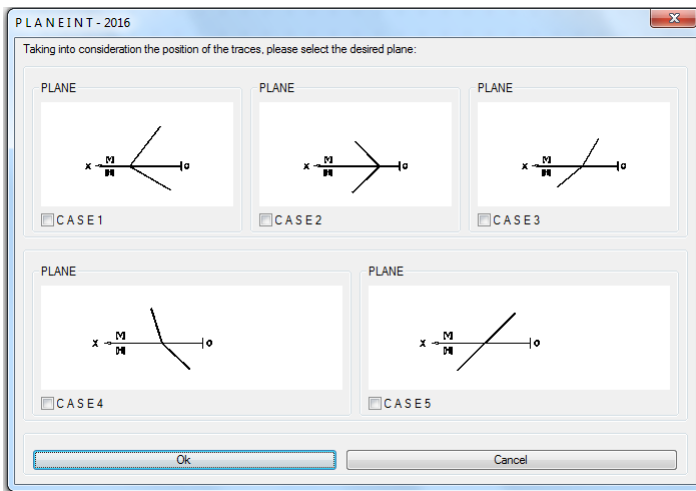 P L A N E I N T - 2016
Taking into consideration the position of the traces, please select the desired plane:
PLANE
PLANE
PLANE
x M o
H
x M o
H
x M o
H
C A S E 1
C A S E 2
C A S E 3
PLANE
PLANE
x M o
H
x M o
H
C A S E 4
C A S E 5
Ok
Cancel